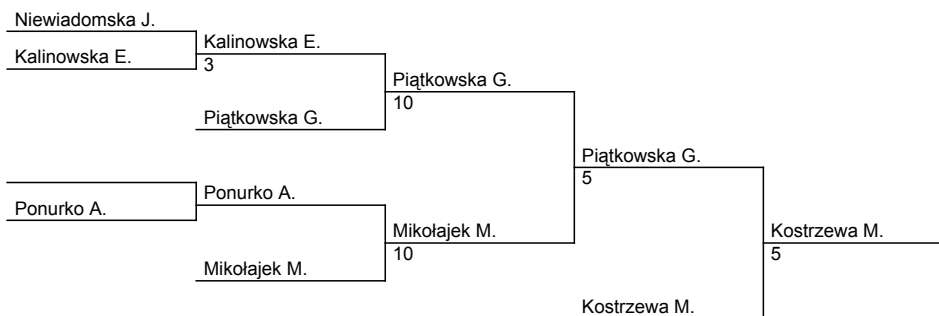 Niewiadomska J.
Kalinowska E.
Kalinowska E.
3
Piątkowska G.
Piątkowska G.
10
Ponurko A.
Ponurko A.
Mikołajek M.
Mikołajek M.
10
Piątkowska G.
5
Kostrzewa M.
Kostrzewa M.
5